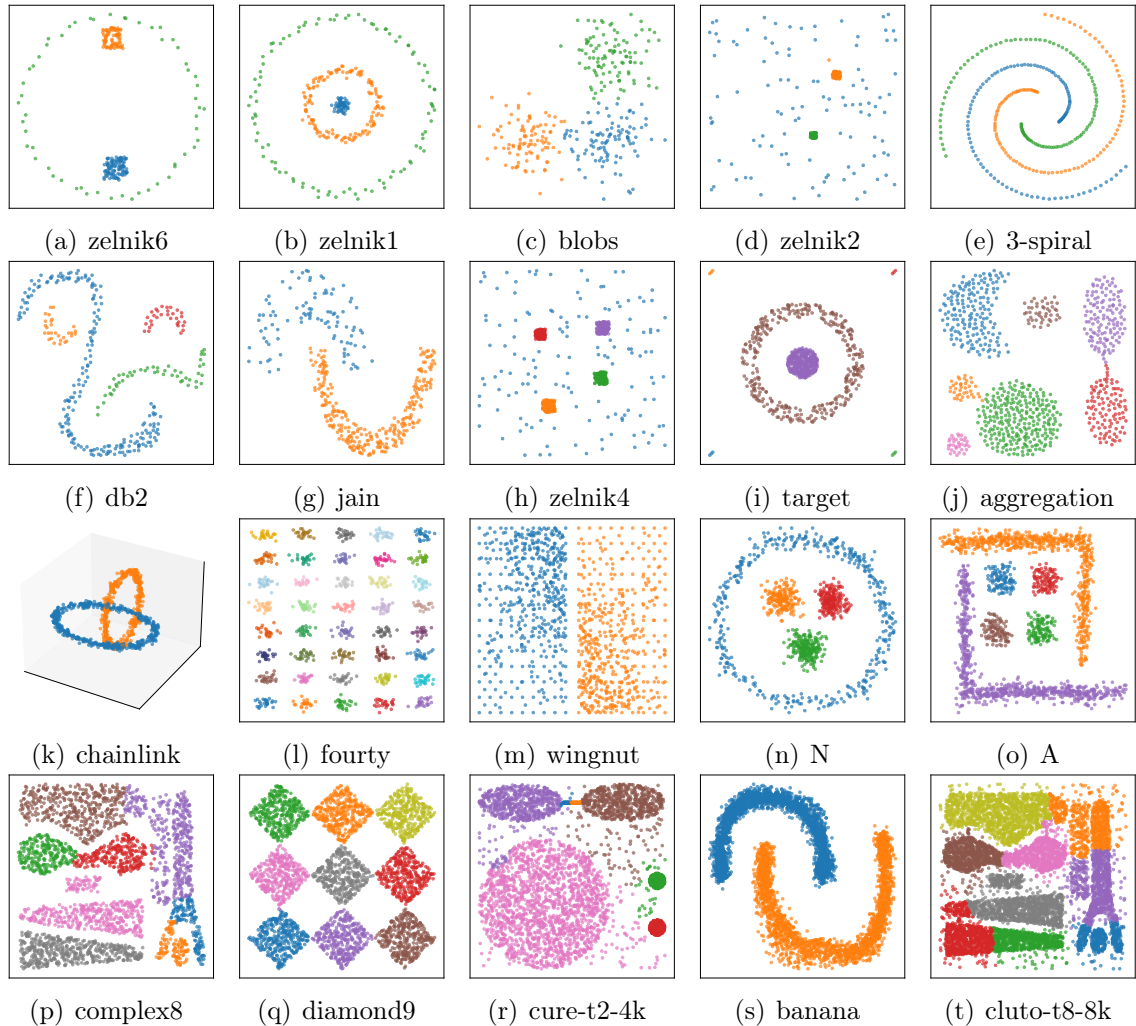 (a) zelnik6 (b) zelnik1 (c) blobs (d) zelnik2 (e) 3-spiral
(f) db2 (g) jain (h) zelnik4 (i) target (j) aggregation
(k) chainlink (l) fourty (m) wingnut (n) N (o) A
(p) complex8 (q) diamond9 (r) cure-t2-4k (s) banana (t) cluto-t8-8k